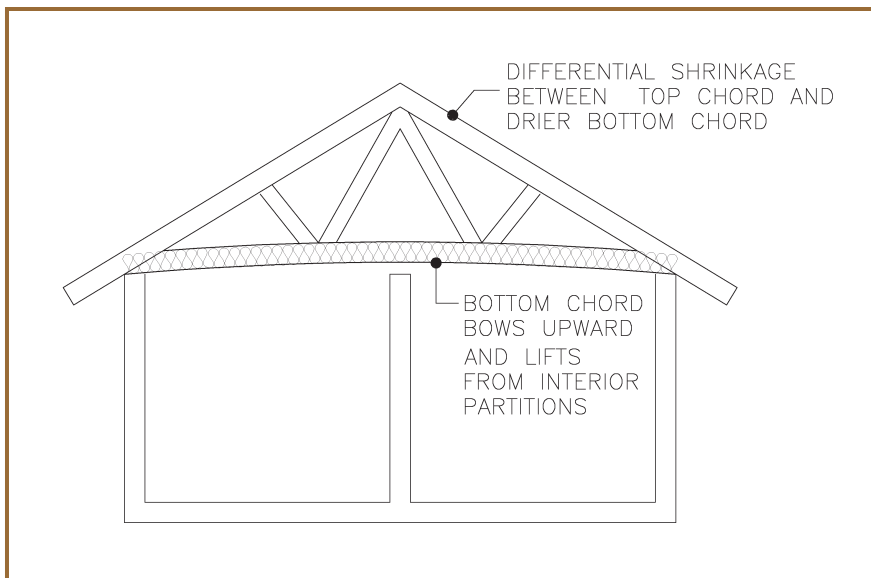 DIFFERENTIAL SHRINKAGE
BETWEEN TOP CHORD AND
DRIER BOTTOM CHORD
BOTTOM CHORD
BOWS UPWARD
AND LIFTS
FROM INTERIOR
PARTITIONS